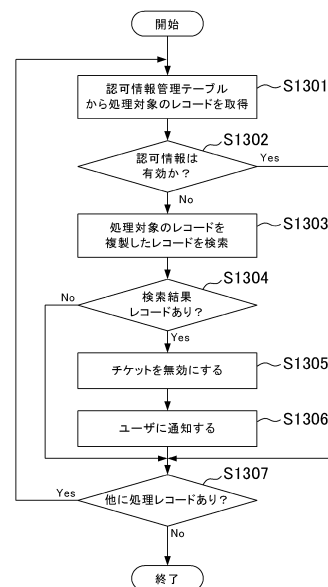 開始
認可情報管理テーブル
から処理対象のレコードを取得
S1301
S1302
認可情報は
有効か？
Yes
No
処理対象のレコードを
複製したレコードを検索
S1303
S1304
検索結果
レコードあり？
No
Yes
チケットを無効にする
S1305
ユーザに通知する
S1306
S1307
他に処理レコードあり？
Yes
No
終了